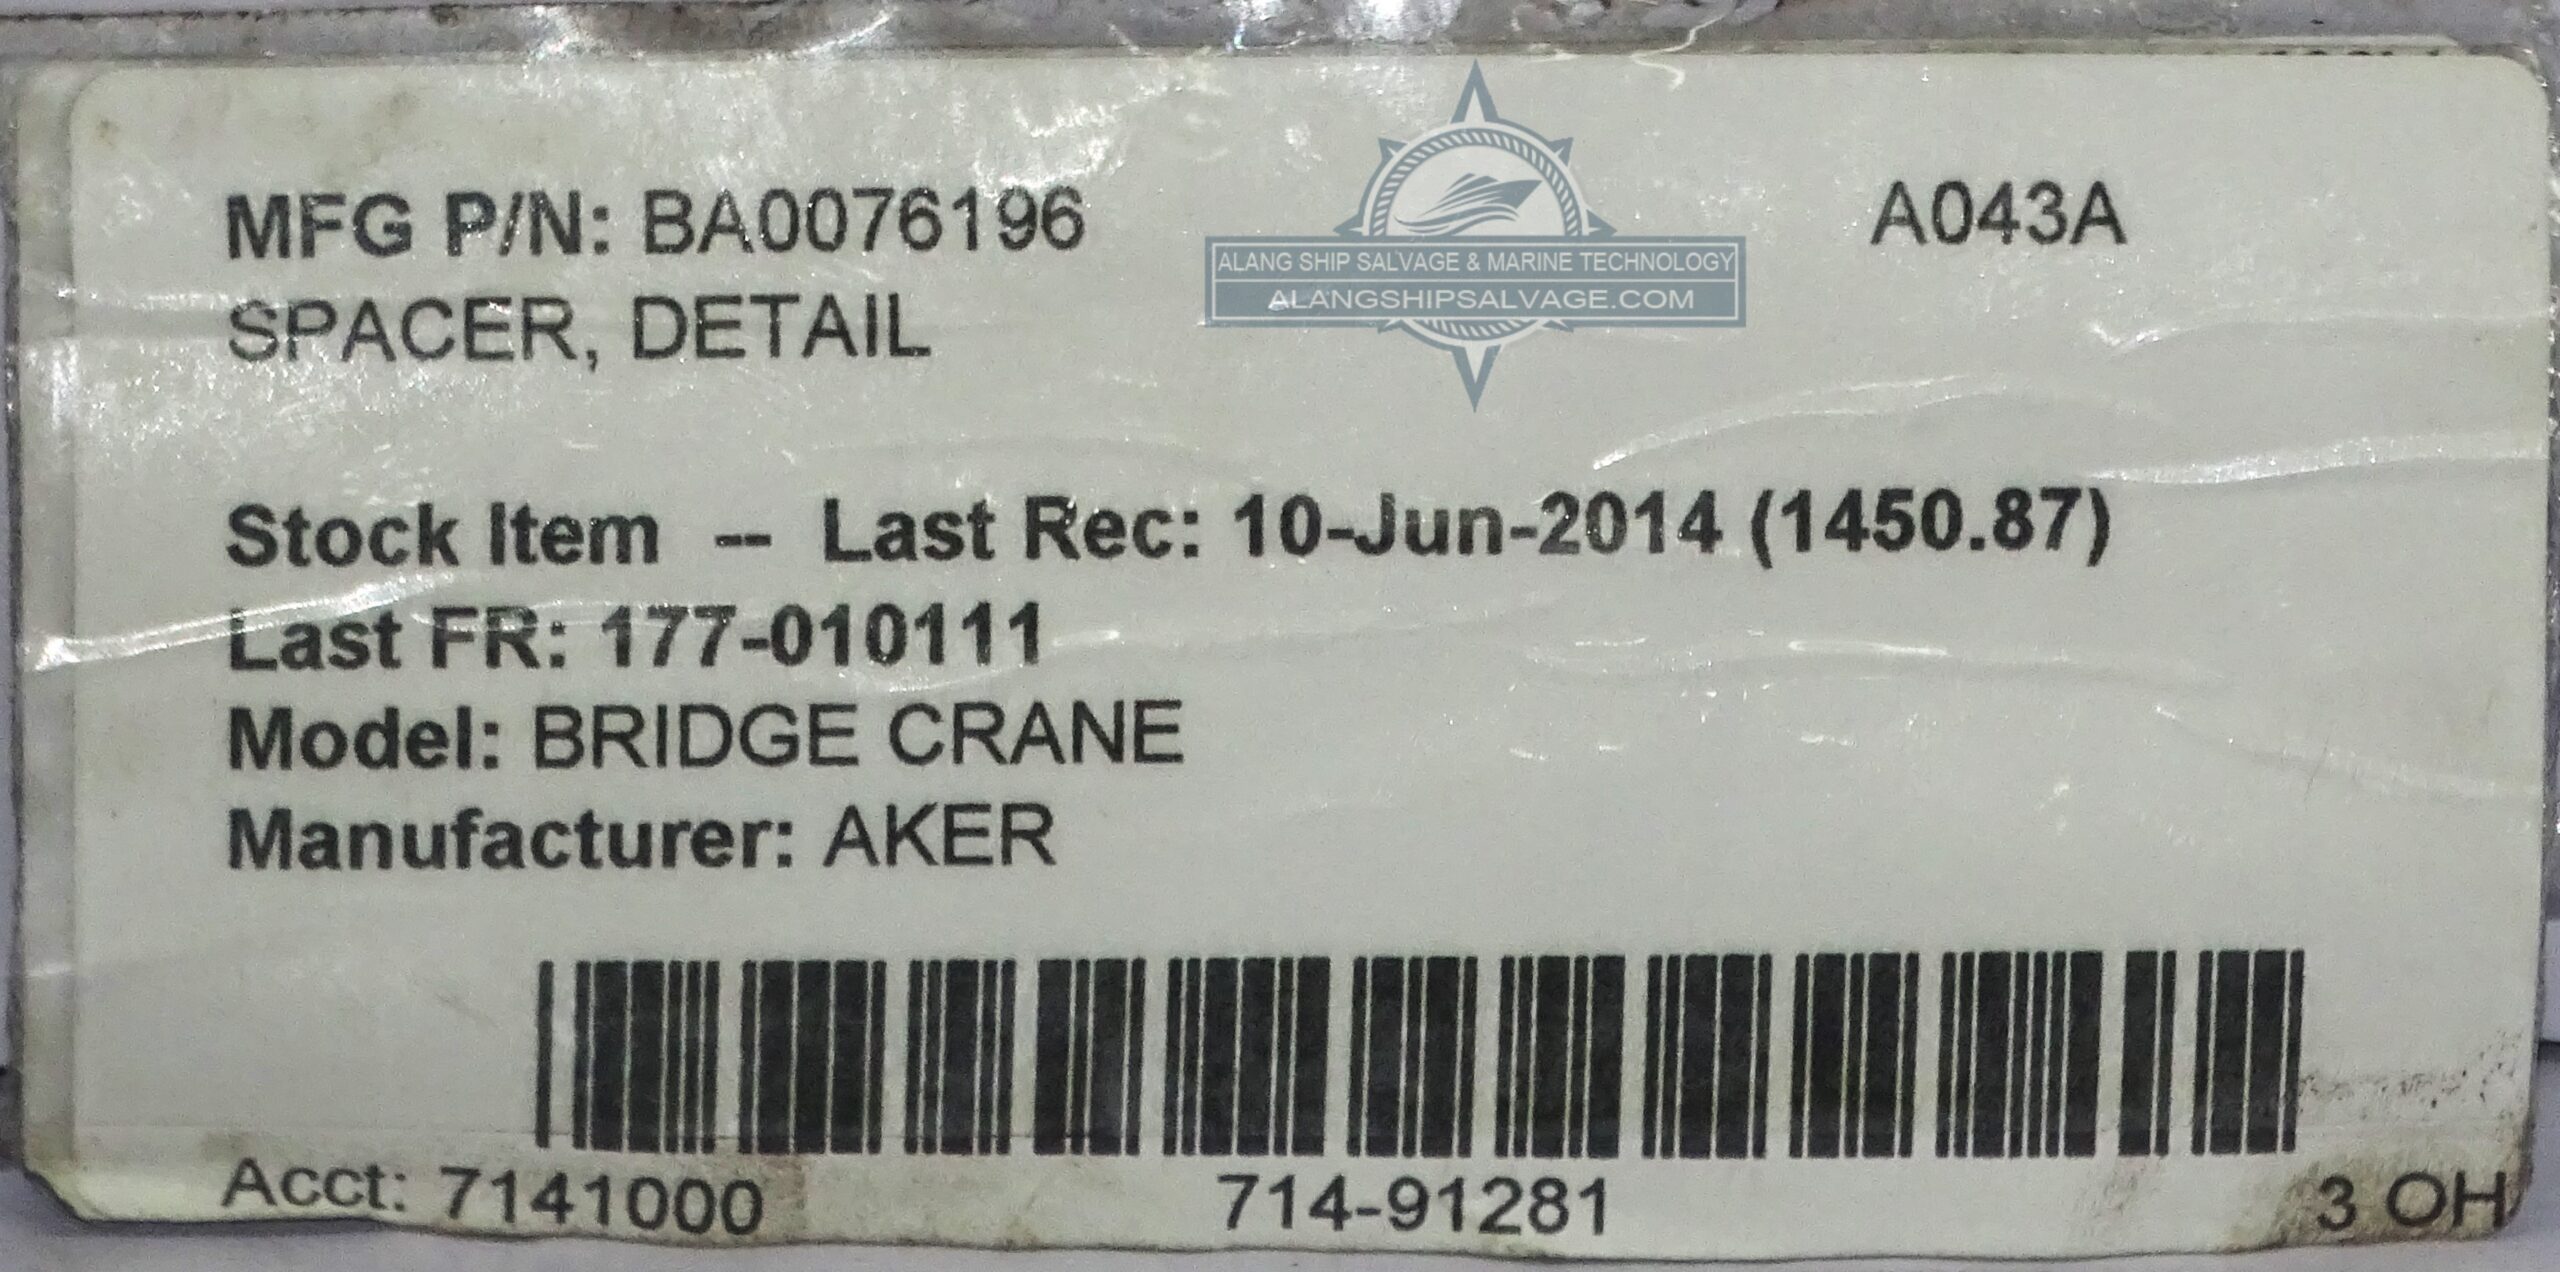 MFG P/N: BA0076196
A043A
SPACER, DETAIL
ALANG SHIP SALVAGE & MARINE TECHNOLOGY
ALANGSHIPSALVAGE.COM
Stock Item -- Last Rec: 10-Jun-2014 (1450.87)
Last FR: 177-010111
Model: BRIDGE CRANE
Manufacturer: AKER
Acct: 7141000
714-91281
3 OH